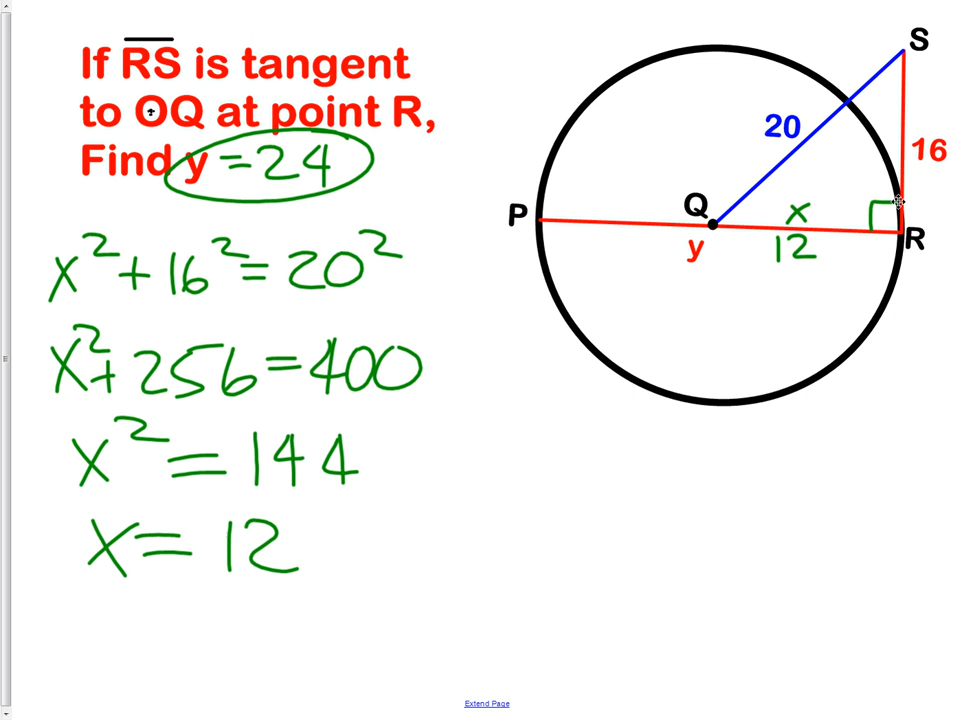 If RS is tangent
to ⊙Q at point R,
Find y = 24
x² + 16² = 20²
x² + 256 = 400
x² = 144
x = 12
S
20
16
Q
x
P
R
y
12
Extend Page